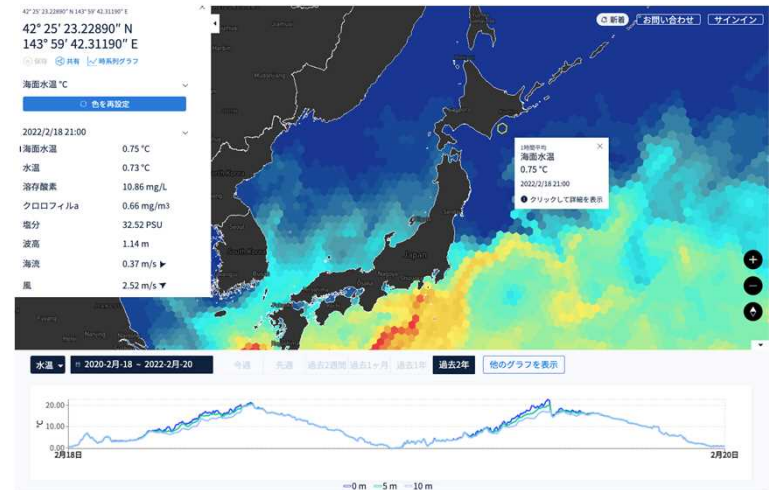 42° 25' 23.22890" N 143° 59' 42.31190" E
42° 25' 23.22890" N
143° 59' 42.31190" E
保存 共有 時系列グラフ
海面水温 °C
色を再設定
2022/2/18 21:00
海面水温 0.75 °C
水温 0.73 °C
溶存酸素 10.86 mg/L
クロロフィルa 0.66 mg/m3
塩分 32.52 PSU
波高 1.14 m
海流 0.37 m/s
風 2.52 m/s
新着 お問い合わせ サインイン
1時間平均
海面水温
0.75 °C
2022/2/18 21:00
クリックして詳細を表示
Japan
水温 2020-2月-18 ~ 2022-2月-20 今週 先週 過去2週間 過去1ヶ月 過去1年 過去2年 他のグラフを表示
°C
20.00
10.00
0.00
2月18日 2月20日
0 m 5 m 10 m